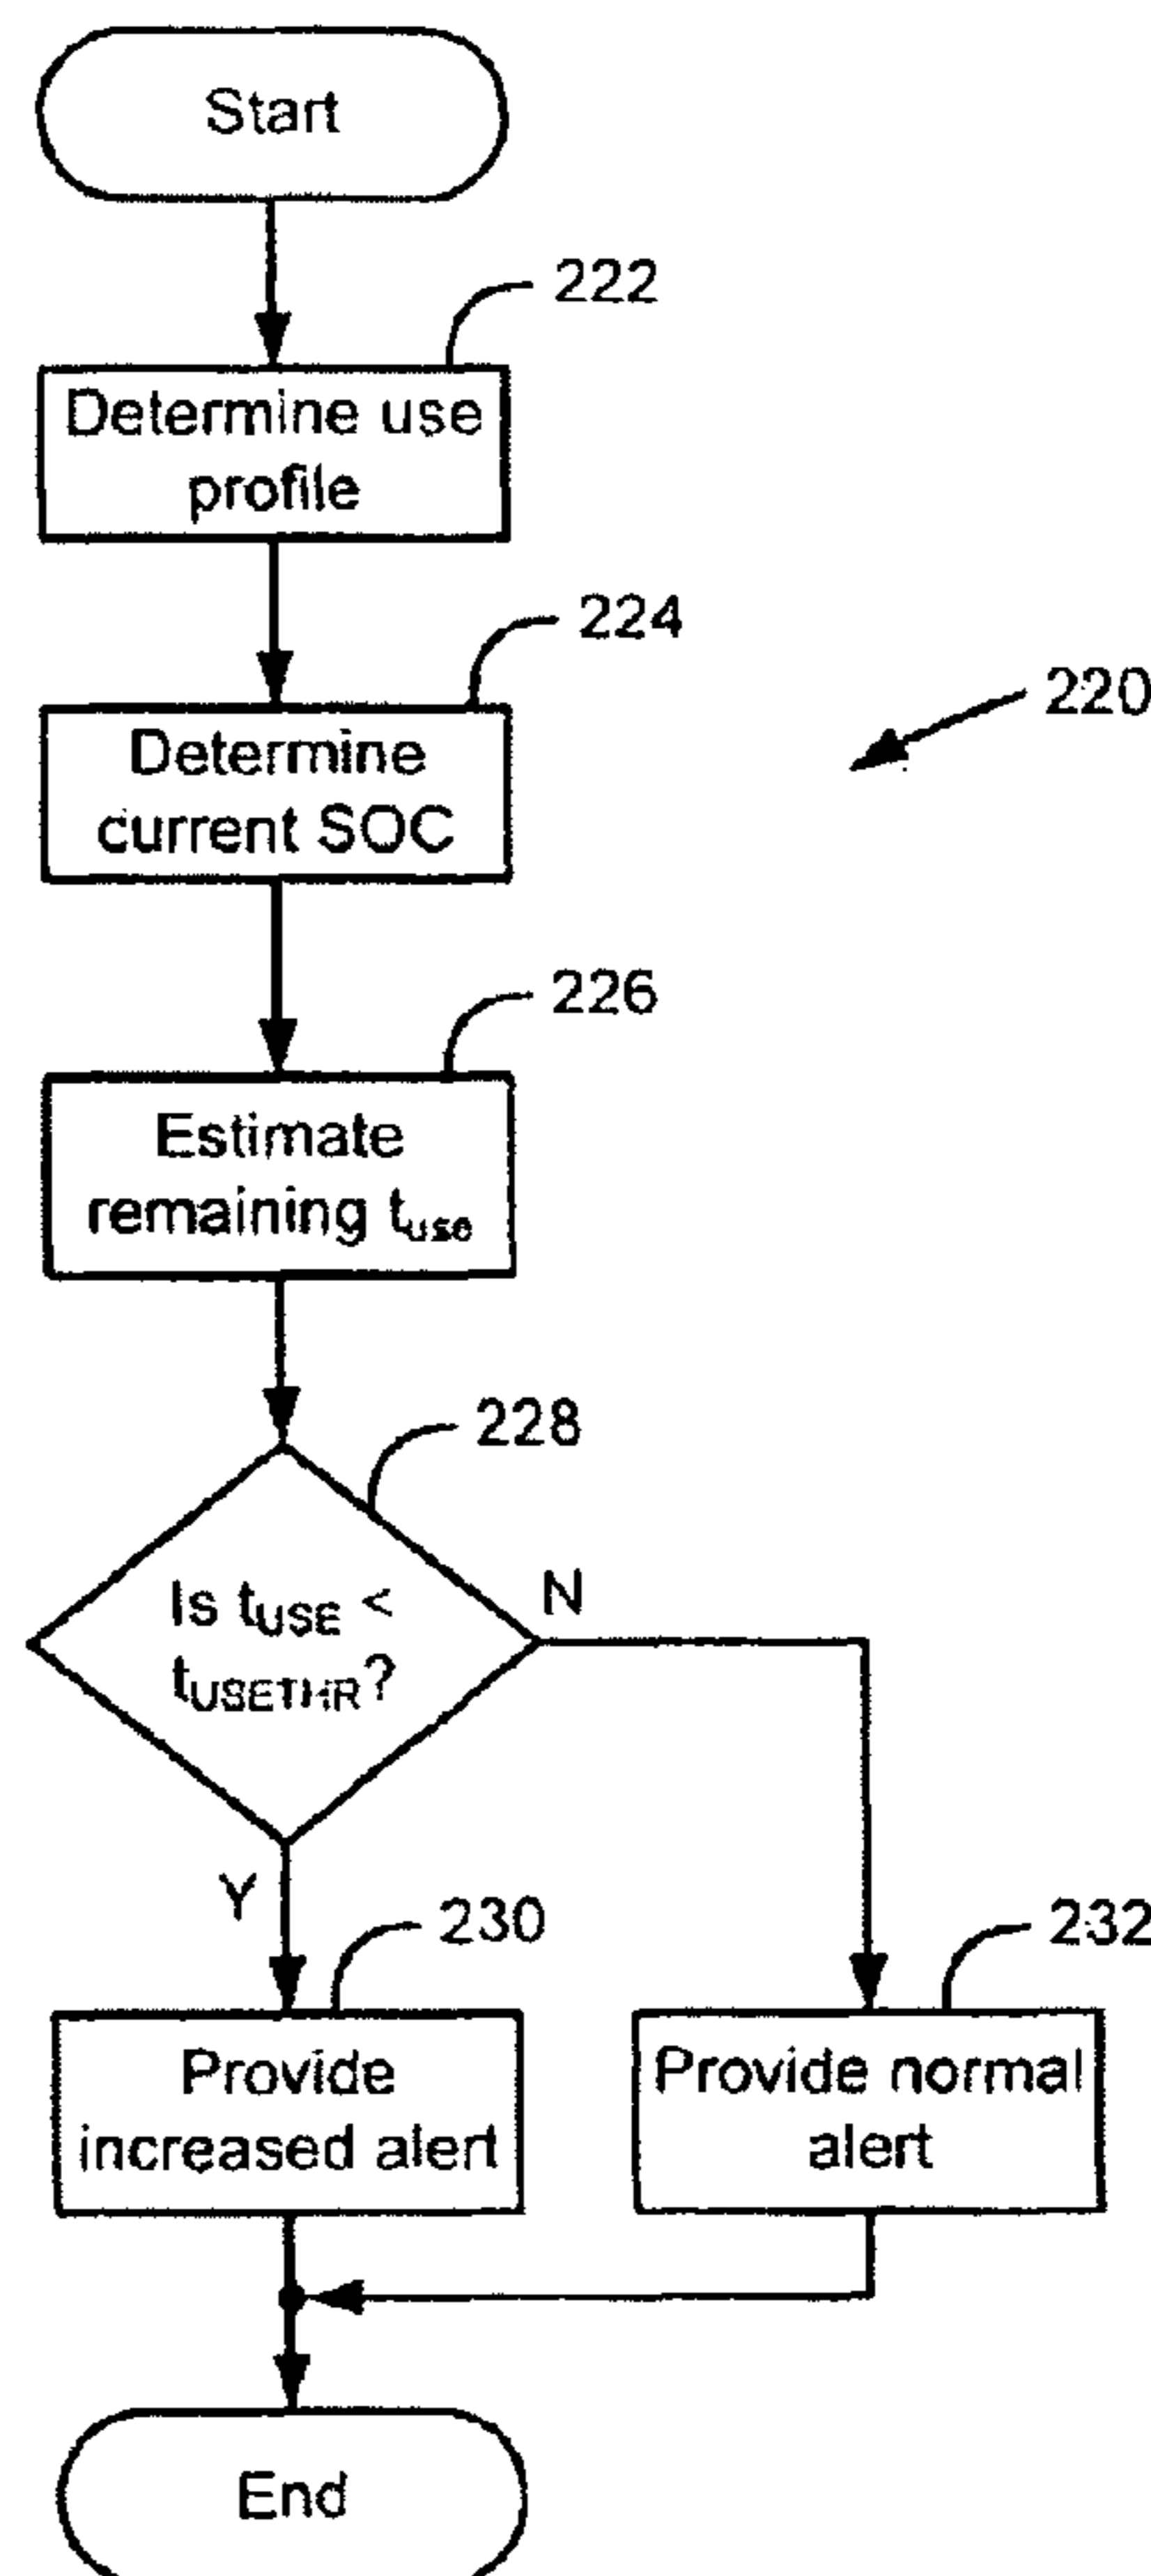 Start
222
Determine use
profile
224
Determine
current SOC
220
226
Estimate
remaining tuse
228
Is tUSE <
tUSETHR?
N
Y
230
Provide
increased alert
232
Provide normal
alert
End